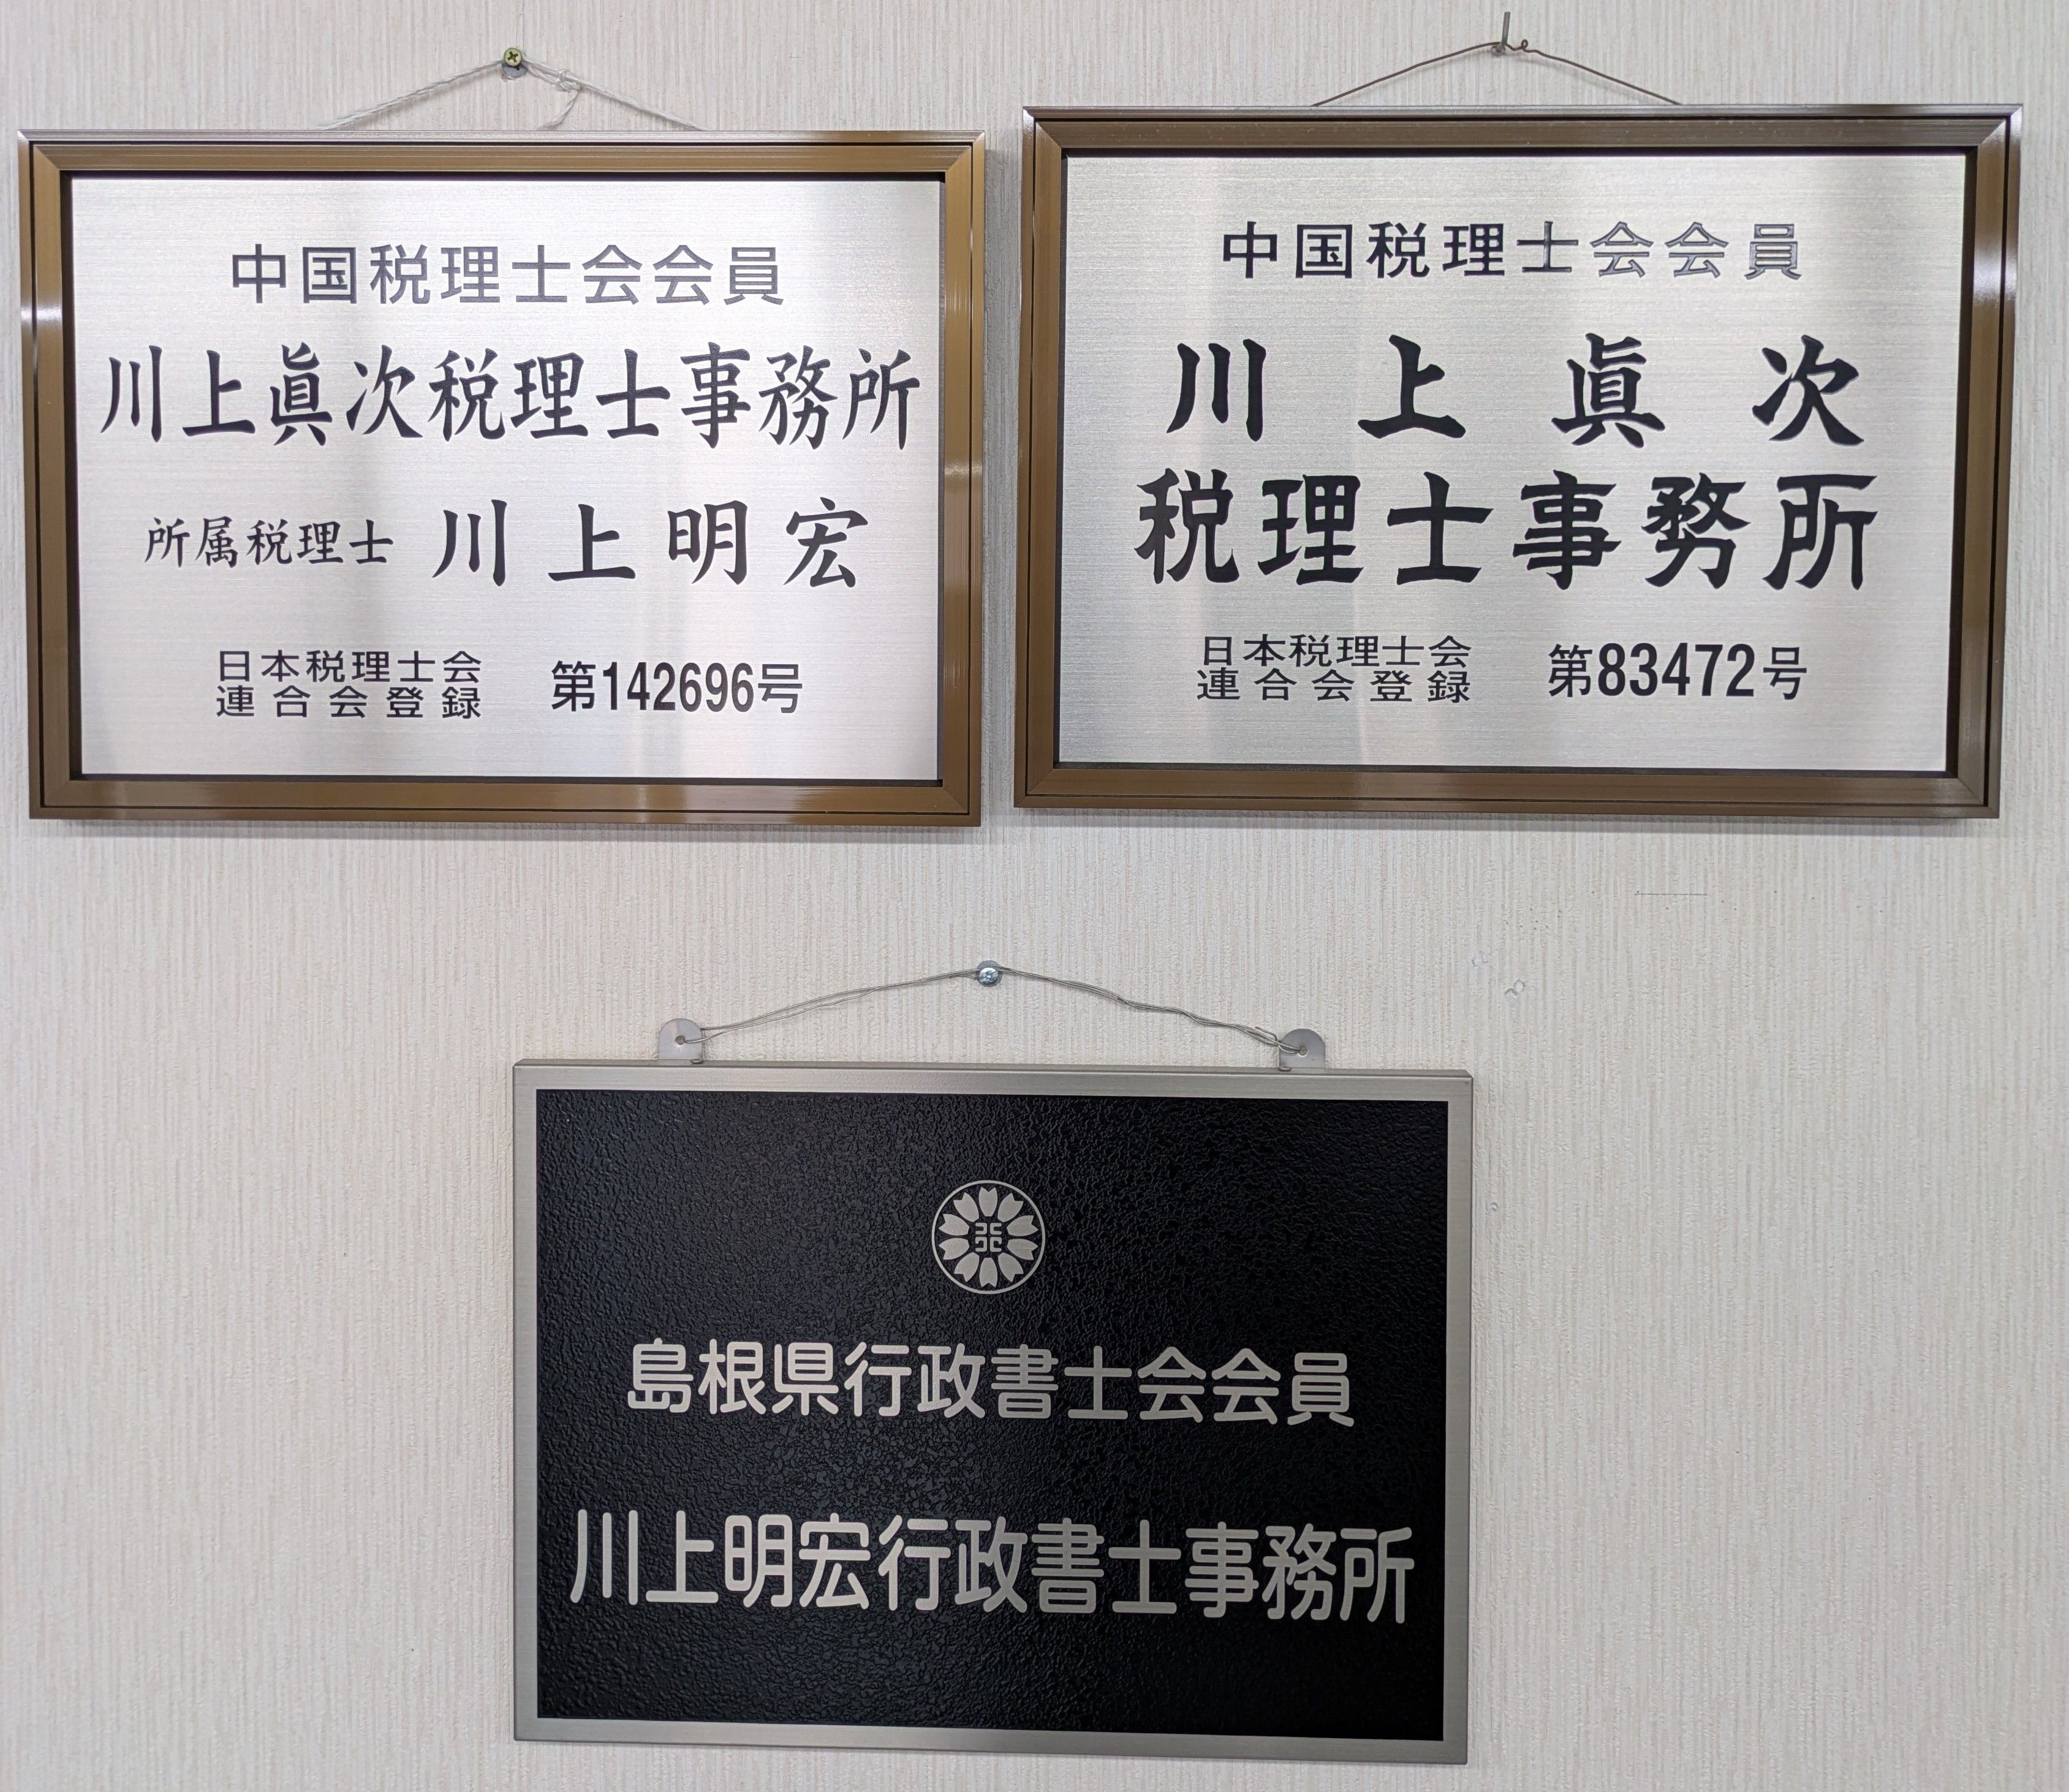 中国税理士会会員
川上眞次税理士事務所
所属税理士 川上明宏
日本税理士会
連合会登録 第142696号
中国税理士会会員
川上眞次
税理士事務所
日本税理士会
連合会登録 第83472号
島根県行政書士会会員
川上明宏行政書士事務所